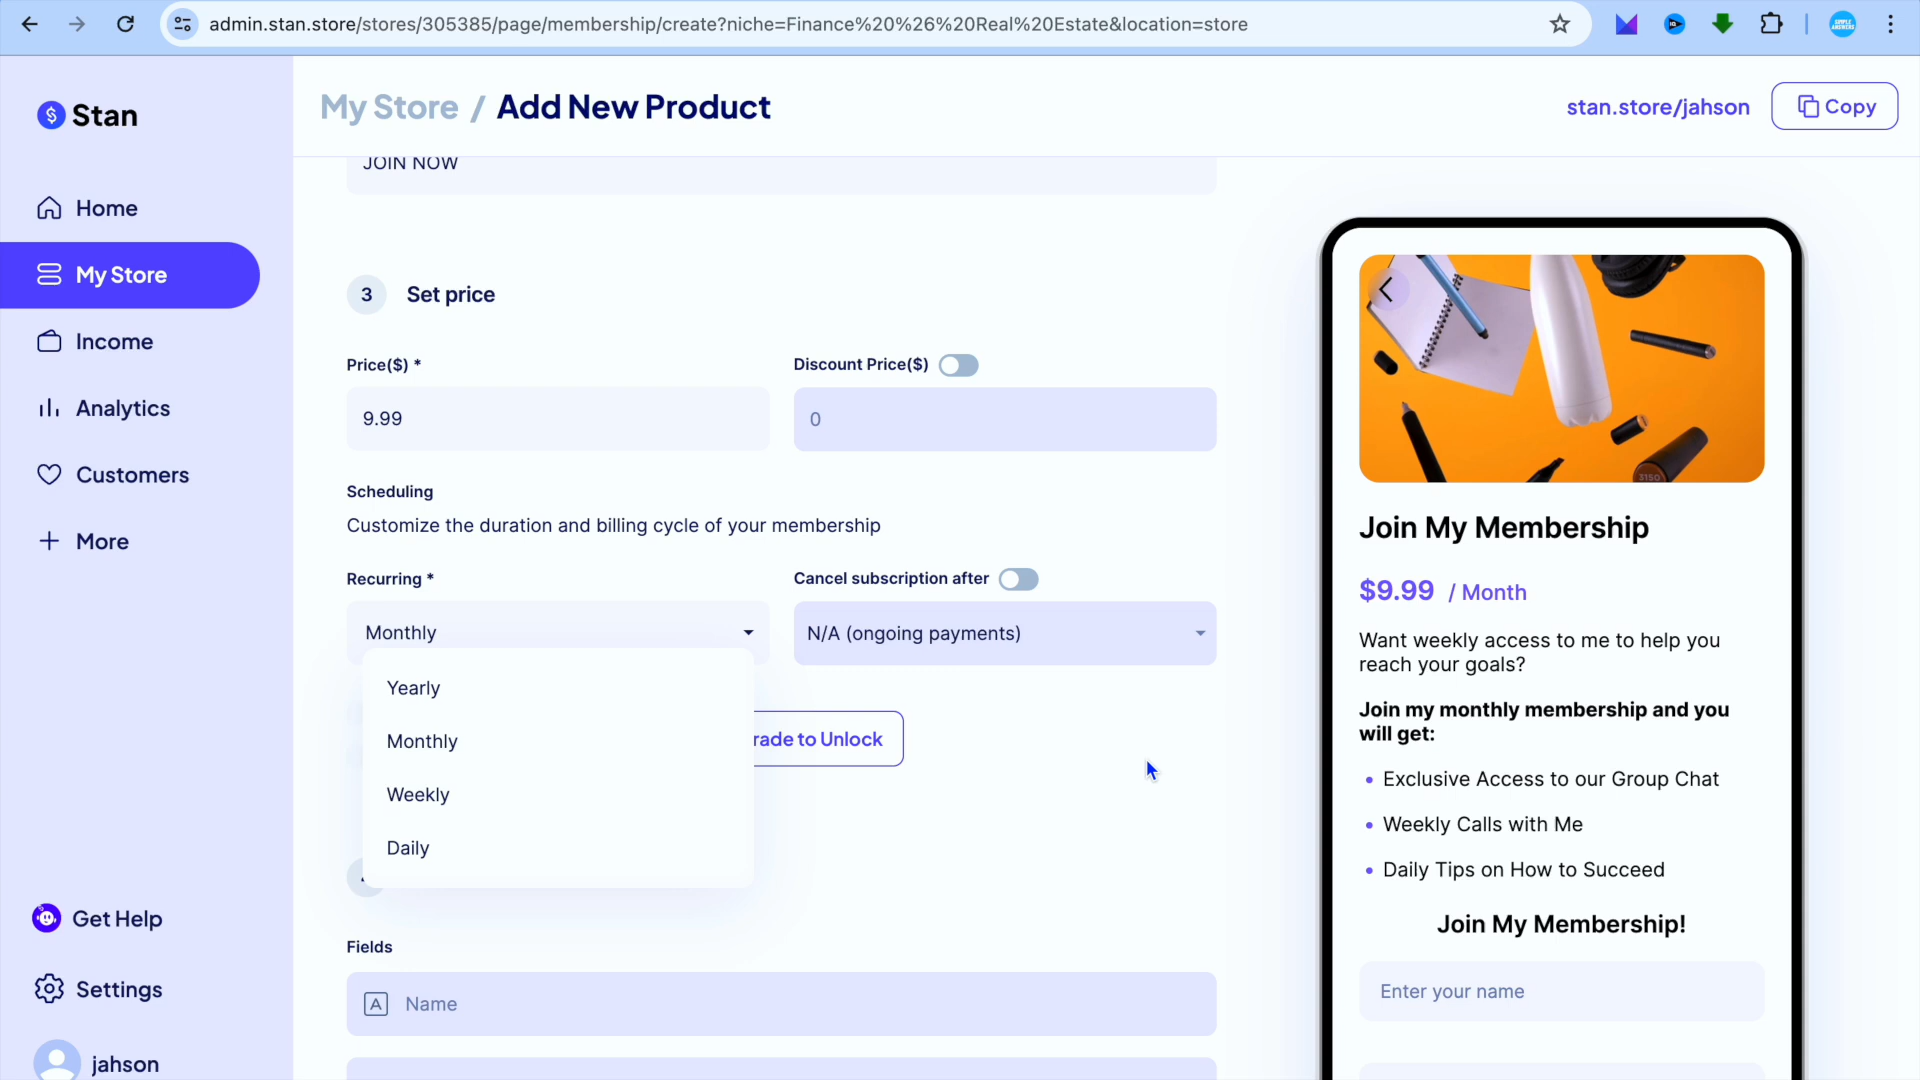 admin.stan.store/stores/305385/page/membership/create?niche=Finance%20%26%20Real%20Estate&location=store
Stan
My Store / Add New Product
stan.store/jahson
Copy
Home
My Store
Income
Analytics
Customers
More
Get Help
Settings
jahson
JOIN NOW
3 Set price
Price($) *
Discount Price($)
9.99
0
Scheduling
Customize the duration and billing cycle of your membership
Recurring *
Cancel subscription after
Monthly
N/A (ongoing payments)
Yearly
Monthly
Weekly
Daily
rade to Unlock
Fields
Name
3150
Join My Membership
$9.99 / Month
Want weekly access to me to help you
reach your goals?
Join my monthly membership and you
will get:
• Exclusive Access to our Group Chat
• Weekly Calls with Me
• Daily Tips on How to Succeed
Join My Membership!
Enter your name